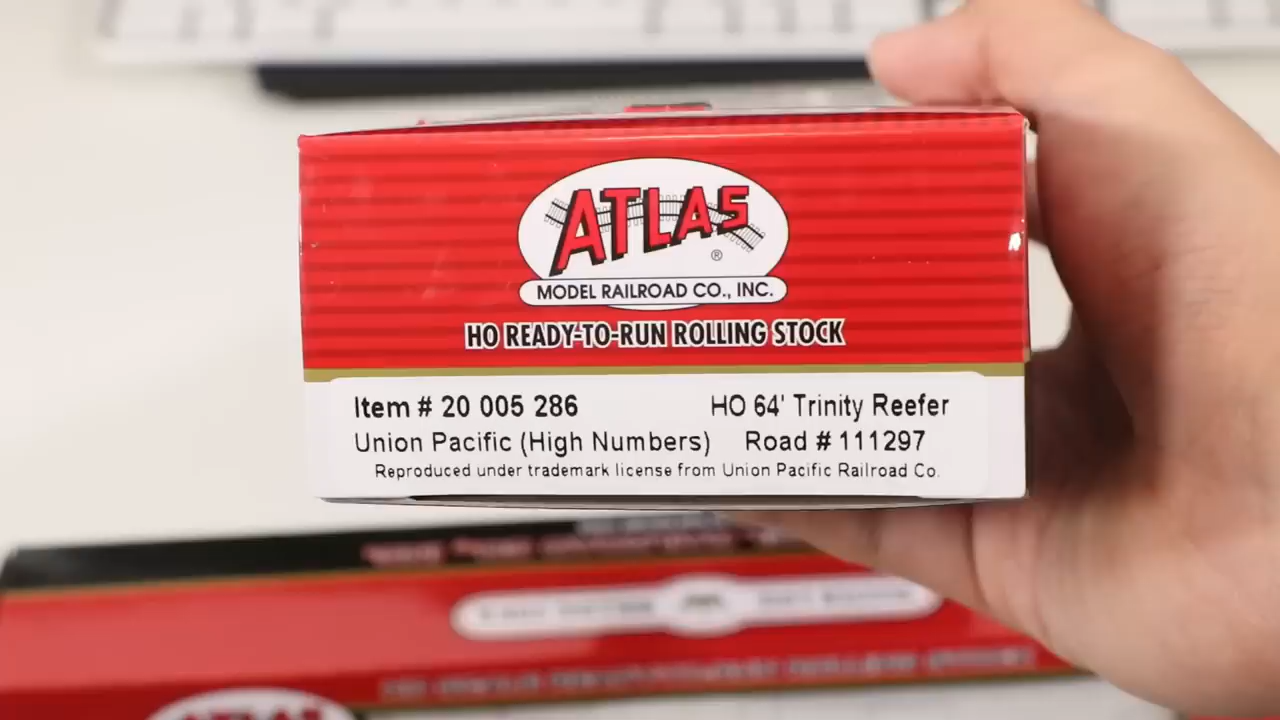 ATLAS
®
MODEL RAILROAD CO., INC.
HO READY-TO-RUN ROLLING STOCK
Item # 20 005 286 HO 64' Trinity Reefer
Union Pacific (High Numbers) Road # 111297
Reproduced under trademark license from Union Pacific Railroad Co.
ATLAS